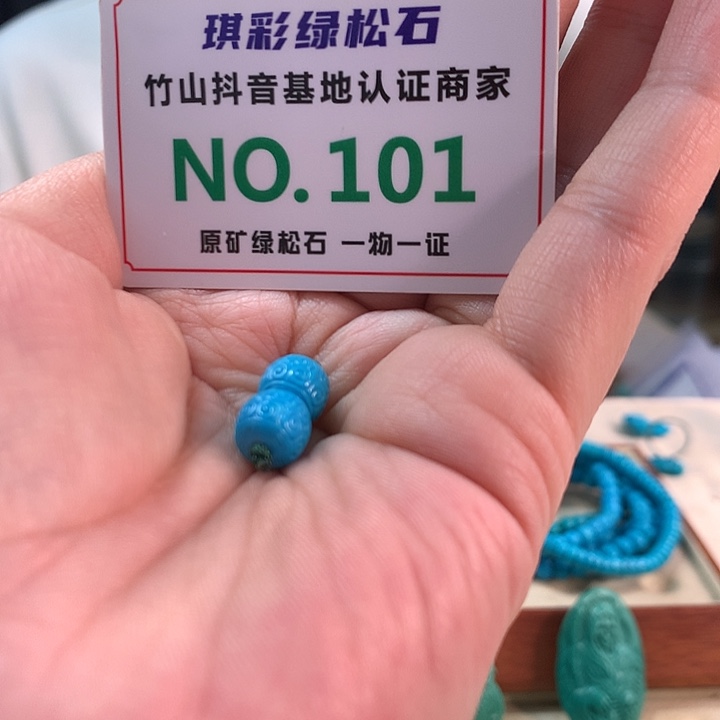 琪彩绿松石
竹山抖音基地认证商家
NO.101
原矿绿松石 一物一证